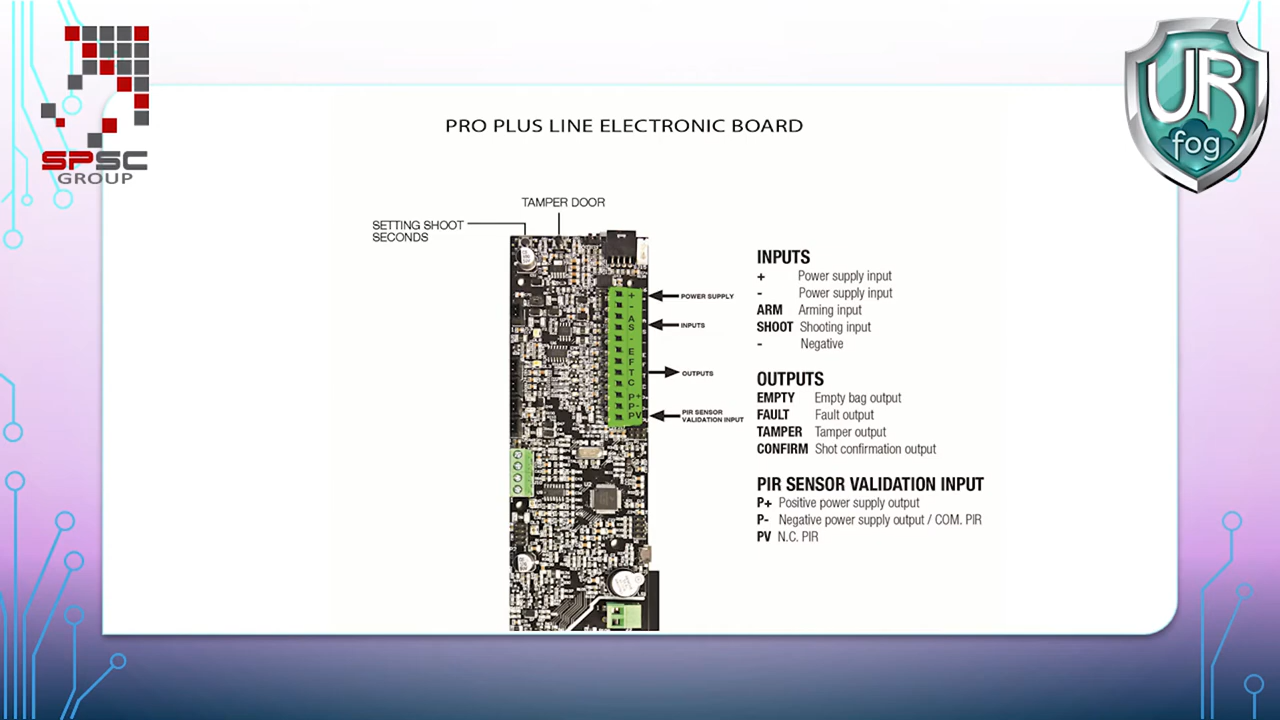 SPSC
GROUP
UR
fog
PRO PLUS LINE ELECTRONIC BOARD
TAMPER DOOR
SETTING SHOOT
SECONDS
+
-
A
S
-
E
F
T
C
P+
P-
PV
POWER SUPPLY
INPUTS
OUTPUTS
PIR SENSOR
VALIDATION INPUT
INPUTS
+ Power supply input
- Power supply input
ARM Arming input
SHOOT Shooting input
- Negative
OUTPUTS
EMPTY Empty bag output
FAULT Fault output
TAMPER Tamper output
CONFIRM Shot confirmation output
PIR SENSOR VALIDATION INPUT
P+ Positive power supply output
P- Negative power supply output / COM. PIR
PV N.C. PIR